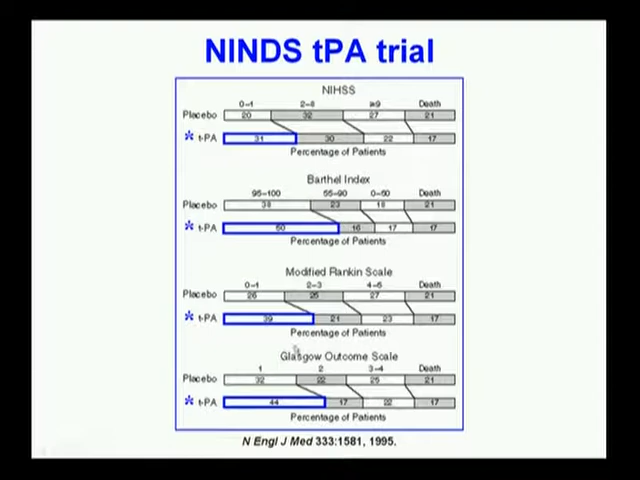 NINDS tPA trial
NIHSS
0–1 2–8 ≥9 Death
Placebo 20 32 27 21
* t-PA 31 30 22 17
Percentage of Patients
Barthel Index
95–100 55–90 0–50 Death
Placebo 38 23 18 21
* t-PA 50 16 17 17
Percentage of Patients
Modified Rankin Scale
0–1 2–3 Death
Placebo 26 25 27 21
* t-PA 39 21 23 17
Percentage of Patients
Glasgow Outcome Scale
1 2 3–4 Death
Placebo 32 22 25 21
* t-PA 44 17 22 17
Percentage of Patients
N Engl J Med 333:1581, 1995.